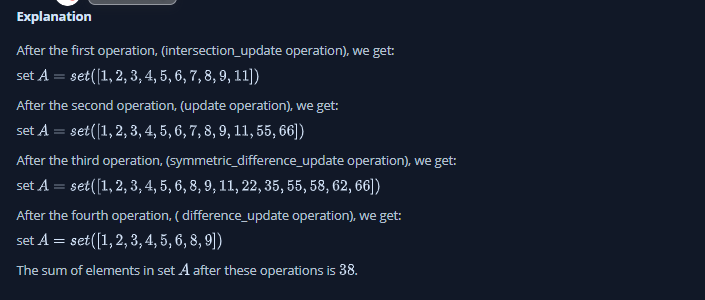 Explanation
After the first operation, (intersection_update operation), we get:
set A = set([1, 2, 3, 4, 5, 6, 7, 8, 9, 11])
After the second operation, (update operation), we get:
set A = set([1, 2, 3, 4, 5, 6, 7, 8, 9, 11, 55, 66])
After the third operation, (symmetric_difference_update operation), we get:
set A = set([1, 2, 3, 4, 5, 6, 8, 9, 11, 22, 35, 55, 58, 62, 66])
After the fourth operation, ( difference_update operation), we get:
set A = set([1, 2, 3, 4, 5, 6, 8, 9])
The sum of elements in set A after these operations is 38.